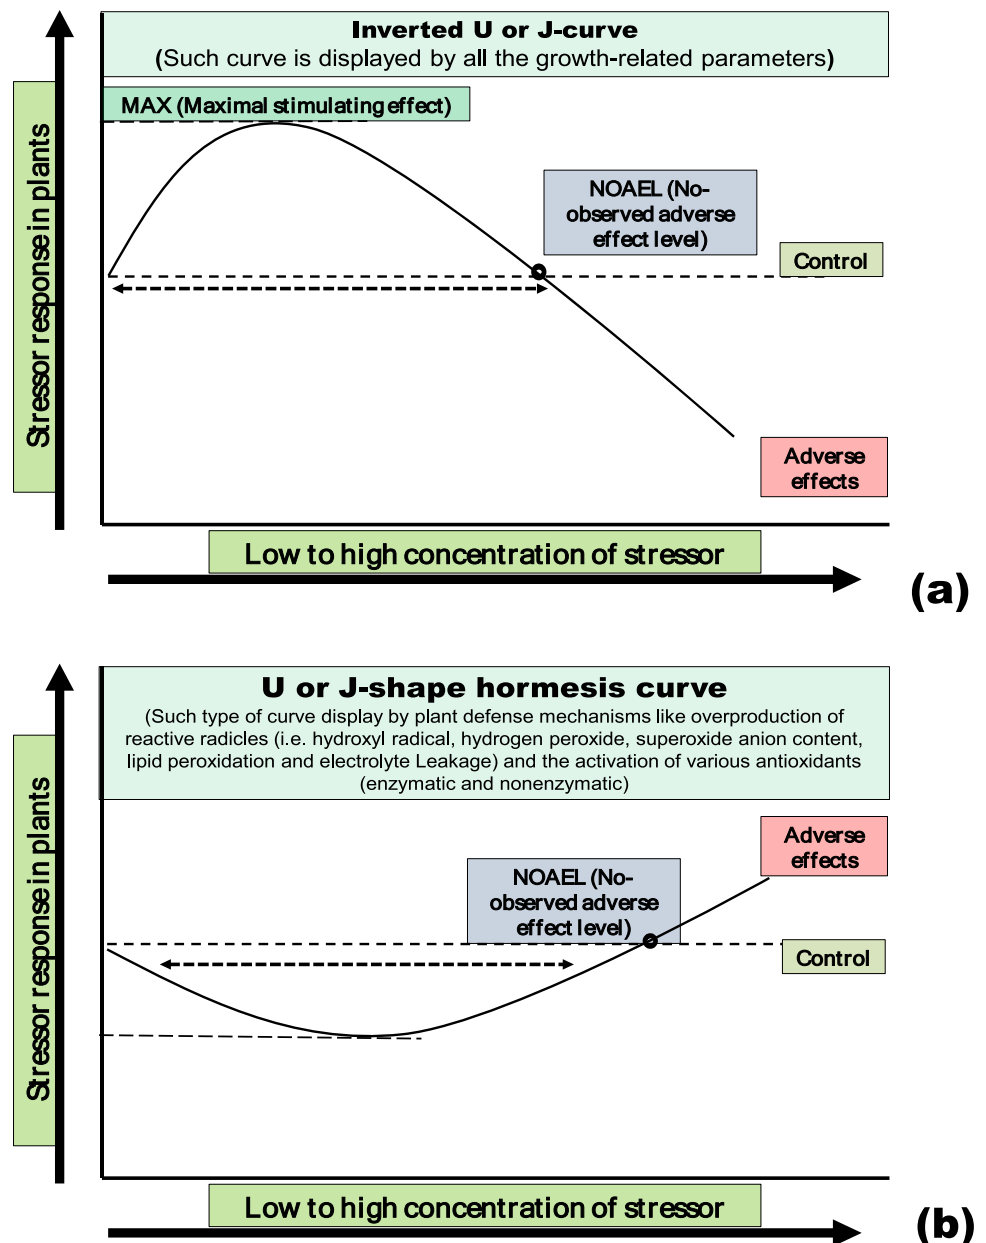 Inverted U or J-curve
(Such curve is displayed by all the growth-related parameters)
MAX (Maximal stimulating effect)
NOAEL (No-
observed adverse
effect level)
Control
Stressor response in plants
Adverse
effects
Low to high concentration of stressor
(a)
U or J-shape hormesis curve
(Such type of curve display by plant defense mechanisms like overproduction of
reactive radicles (i.e. hydroxyl radical, hydrogen peroxide, superoxide anion content,
lipid peroxidation and electrolyte Leakage) and the activation of various antioxidants
(enzymatic and nonenzymatic)
Adverse
effects
NOAEL (No-
observed adverse
effect level)
Control
Stressor response in plants
Low to high concentration of stressor
(b)